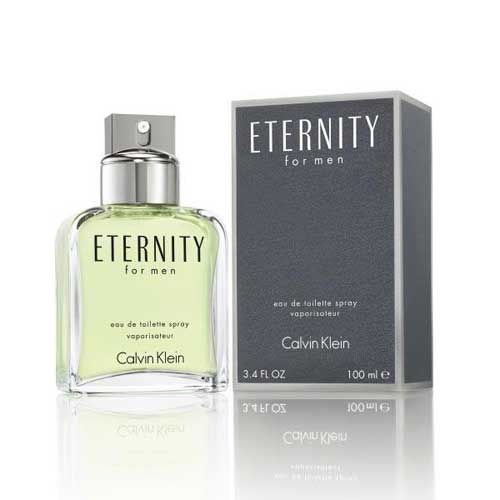 ETERNITY
for men
eau de toilette spray
vaporisateur
Calvin Klein
ETERNITY
for men
eau de toilette spray
vaporisateur
Calvin Klein
3.4 FL OZ 100 ml ℮